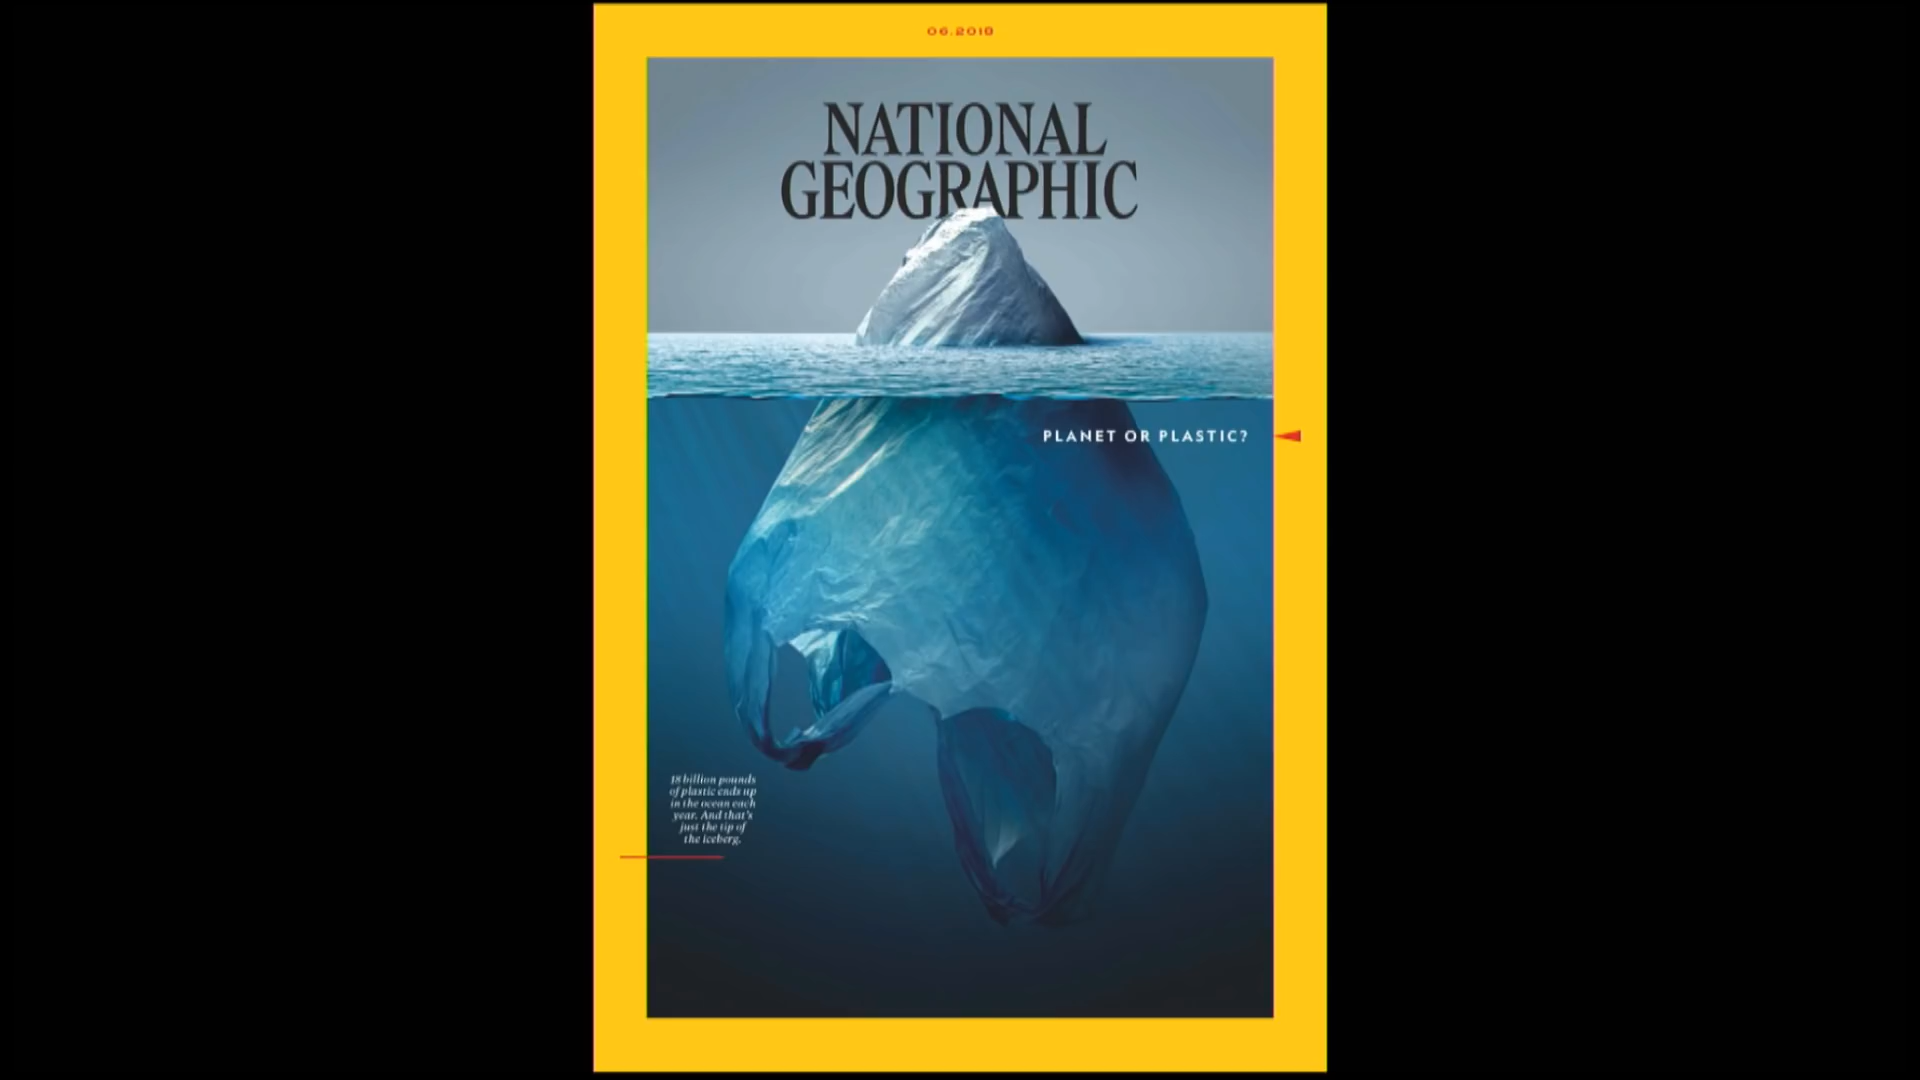 06.2018
NATIONAL
GEOGRAPHIC
PLANET OR PLASTIC?
18 billion pounds
of plastic ends up
in the ocean each
year. And that's
just the tip of
the iceberg.